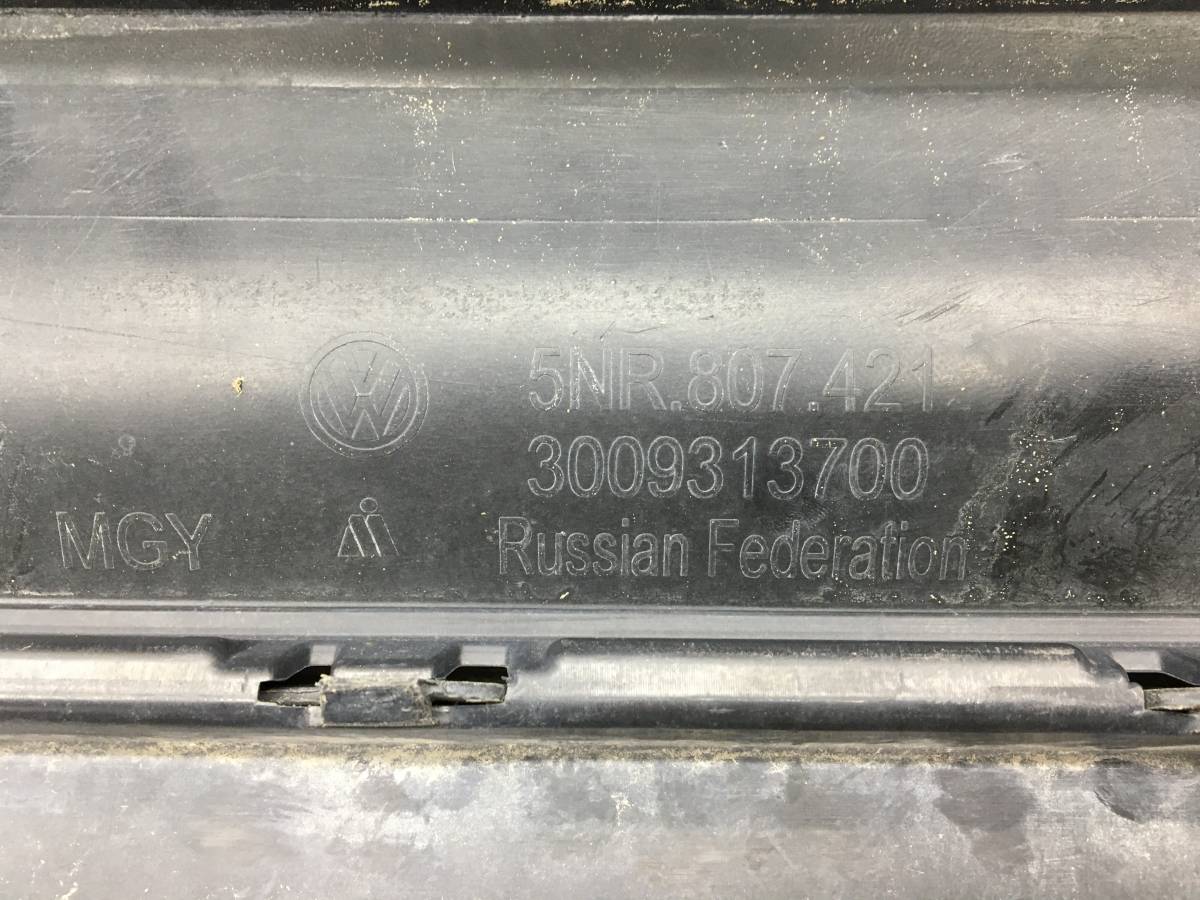 5NR.807.421
3009313700
MGY
Russian Federation